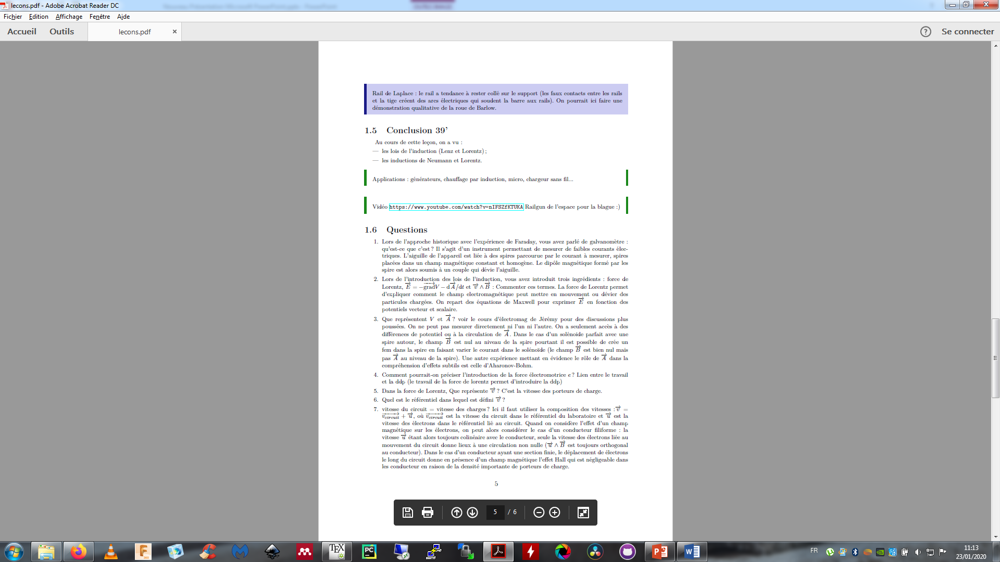 lecons.pdf - Adobe Acrobat Reader DC
Fichier Edition Affichage Fenêtre Aide
Accueil Outils lecons.pdf × ? Se connecter
Rail de Laplace : le rail a tendance à rester collé sur le support (les faux contacts entre les rails
et la tige créent des arcs électriques qui soudent la barre aux rails). On pourrait ici faire une
démonstration qualitative de la roue de Barlow.
1.5 Conclusion 39’
Au cours de cette leçon, on a vu :
— les lois de l’induction (Lenz et Lorentz) ;
— les inductions de Neumann et Lorentz.
Applications : générateurs, chauffage par induction, micro, chargeur sans fil...
Vidéo https://www.youtube.com/watch?v=nIFSZfKTUKA Railgun de l’espace pour la blague :)
1.6 Questions
1. Lors de l’approche historique avec l’expérience de Faraday, vous avez parlé de galvanomètre :
qu’est-ce que c’est ? Il s’agit d’un instrument permettant de mesurer de faibles courants élec-
triques. L’aiguille de l’appareil est liée à des spires parcourue par le courant à mesurer, spires
placées dans un champ magnétique constant et homogène. Le dipôle magnétique formé par les
spire est alors soumis à un couple qui dévie l’aiguille.
2. Lors de l’introduction des lois de l’induction, vous avez introduit trois ingrédients : force de
Lorentz, $\overrightarrow{E} = -\overrightarrow{\text{grad}}V - \text{d}\overrightarrow{A}/\text{d}t$ et $\overrightarrow{v} \wedge \overrightarrow{B}$ : Commenter ces termes. La force de Lorentz permet
d’expliquer comment le champ electromagnétique peut mettre en mouvement ou dévier des
particules chargées. On repart des équations de Maxwell pour exprimer $\overrightarrow{E}$ en fonction des
potentiels vecteur et scalaire.
3. Que représentent V et $\overrightarrow{A}$ ? voir le cours d’électromag de Jérémy pour des discussions plus
poussées. On ne peut pas mesurer directement ni l’un ni l’autre. On a seulement accès à des
différences de potentiel ou à la circulation de $\overrightarrow{A}$. Dans le cas d’un solénoide parfait avec une
spire autour, le champ $\overrightarrow{B}$ est nul au niveau de la spire pourtant il est possible de crée un
fem dans la spire en faisant varier le courant dans le solénoïde (le champ $\overrightarrow{B}$ est bien nul mais
pas $\overrightarrow{A}$ au niveau de la spire). Une autre expérience mettant en évidence le rôle de $\overrightarrow{A}$ dans la
compréhension d’effets subtils est celle d’Aharonov-Bohm.
4. Comment pourrait-on préciser l’introduction de la force électromotrice e ? Lien entre le travail
et la ddp (le travail de la force de lorentz permet d’introduire la ddp)
5. Dans la force de Lorentz, Que représente $\overrightarrow{v}$ ? C’est la vitesse des porteurs de charge.
6. Quel est le référentiel dans lequel est défini $\overrightarrow{v}$ ?
7. vitesse du circuit = vitesse des charges ? Ici il faut utiliser la composition des vitesses : $\overrightarrow{v}$ =
$\overrightarrow{v_{circuit}} + \overrightarrow{u}$, où $\overrightarrow{v_{circuit}}$ est la vitesse du circuit dans le référentiel du laboratoire et $\overrightarrow{u}$ est la
vitesse des électrons dans le référentiel lié au circuit. Quand on considère l’effet d’un champ
magnétique sur les électrons, on peut alors considérer le cas d’un conducteur filiforme : la
vitesse $\overrightarrow{u}$ étant alors toujours colinéaire avec le conducteur, seule la vitesse des électrons liée au
mouvement du circuit donne lieux à une circulation non nulle ($\overrightarrow{u} \wedge \overrightarrow{B}$ est toujours orthogonal
au conducteur). Dans le cas d’un conducteur ayant une section finie, le déplacement de électrons
le long du circuit donne en présence d’un champ magnétique l’effet Hall qui est négligeable dans
les conducteur en raison de la densité importante de porteurs de charge.
5
5 / 6
FR 11:13
23/01/2020